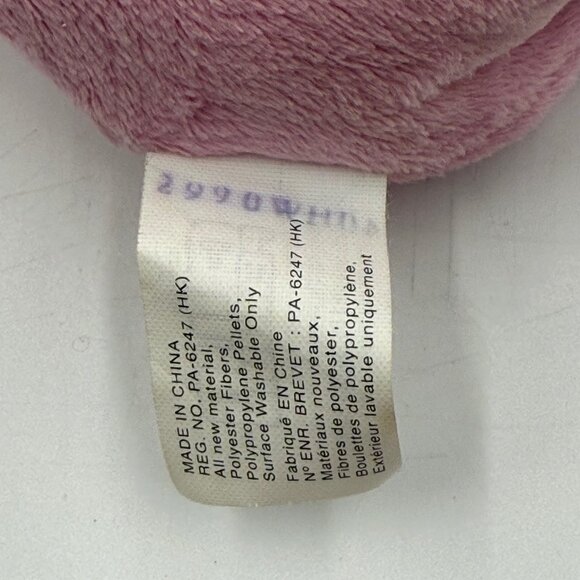 MADE IN CHINA
REG. NO. PA-6247 (HK)
All new material,
Polyester Fibers,
Polypropylene Pellets,
Surface Washable Only
Fabriqué EN Chine
Nº ENR. BREVET : PA-6247 (HK)
Matériaux nouveaux,
Fibres de polyester,
Boulettes de polypropylène,
Extérieur lavable uniquement